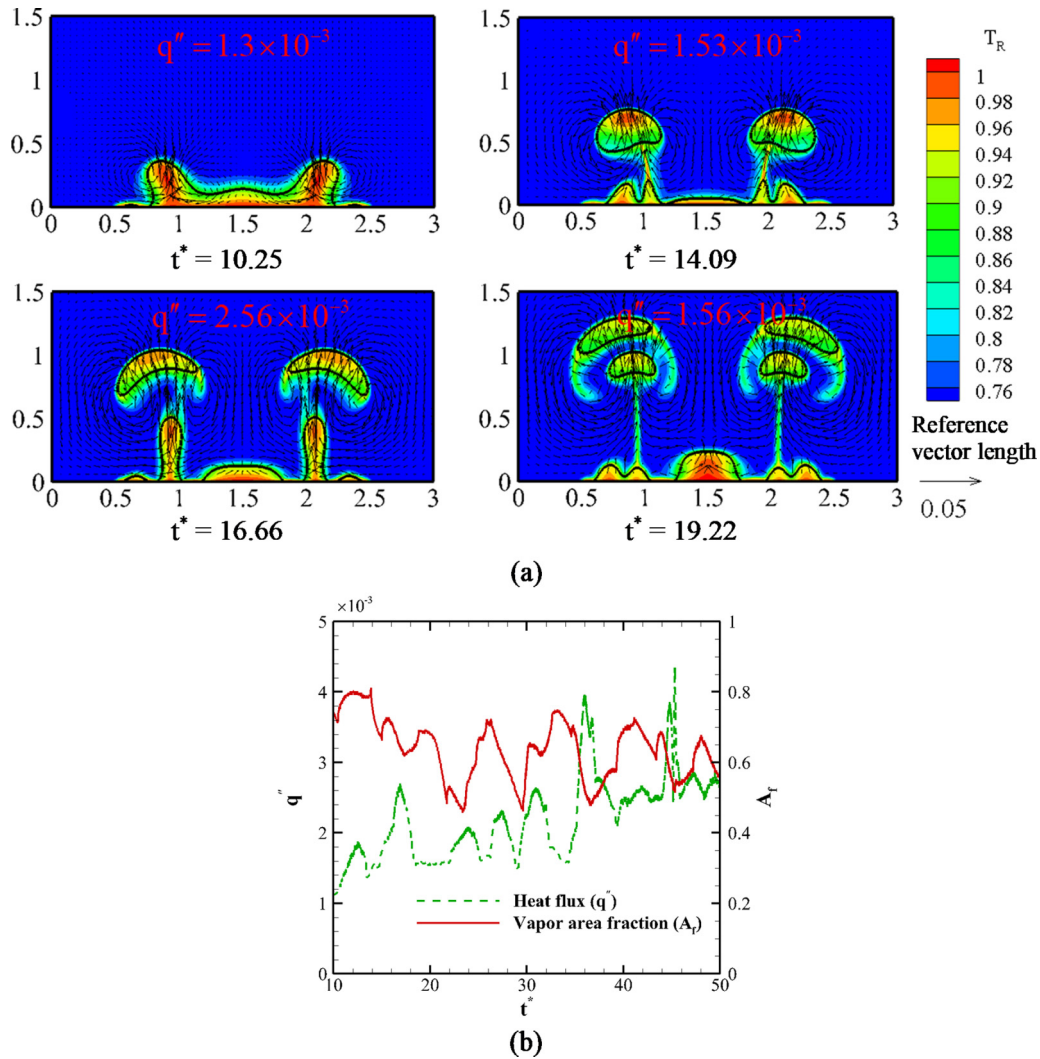 q″ = 1.3×10⁻³
1.5
1
0.5
0
0 0.5 1 1.5 2 2.5 3
t* = 10.25
q″ = 1.53×10⁻³
1.5
1
0.5
0
0 0.5 1 1.5 2 2.5 3
t* = 14.09
T_R
1
0.98
0.96
0.94
0.92
0.9
0.88
0.86
0.84
0.8
0.78
0.76
Reference
vector length
0.05
q″ = 2.56×10⁻³
1.5
1
0.5
0
0 0.5 1 1.5 2 2.5 3
t* = 16.66
q″ = 1.56×10⁻³
1.5
1
0.5
0
0 0.5 1 1.5 2 2.5 3
t* = 19.22
(a)
×10⁻³
5
4
3
2
1
0
q″
1
0.8
0.6
0.4
0.2
0
A_f
Heat flux (q″)
Vapor area fraction (A_f)
10 20 30 40 50
t*
(b)